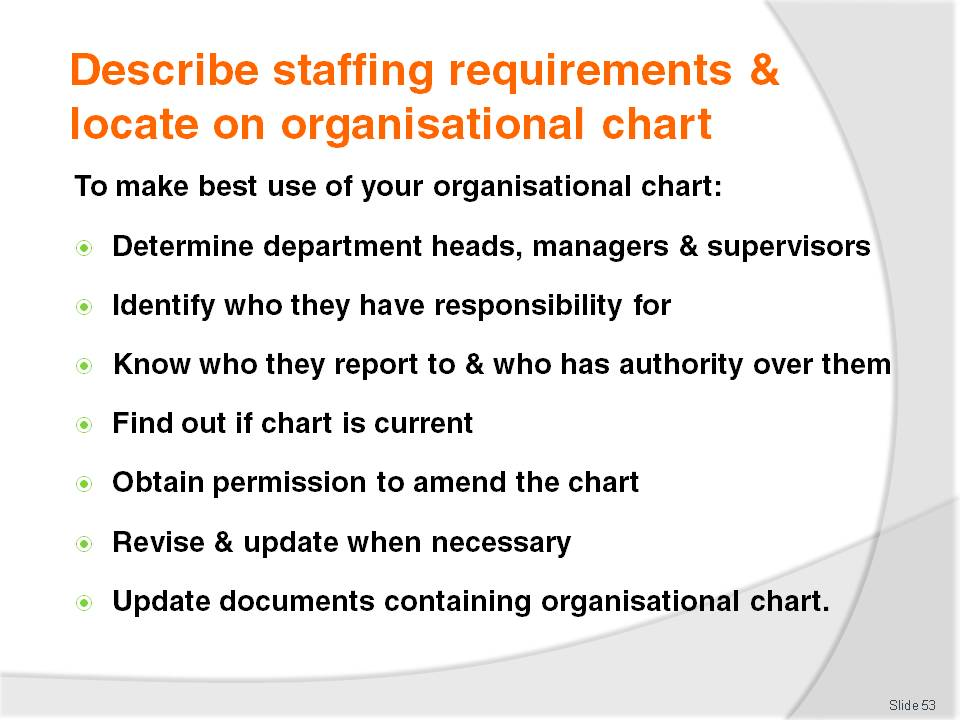 Describe staffing requirements &
locate on organisational chart
To make best use of your organisational chart:
Determine department heads, managers & supervisors
Identify who they have responsibility for
Know who they report to & who has authority over them
Find out if chart is current
Obtain permission to amend the chart
Revise & update when necessary
Update documents containing organisational chart.
Slide 53